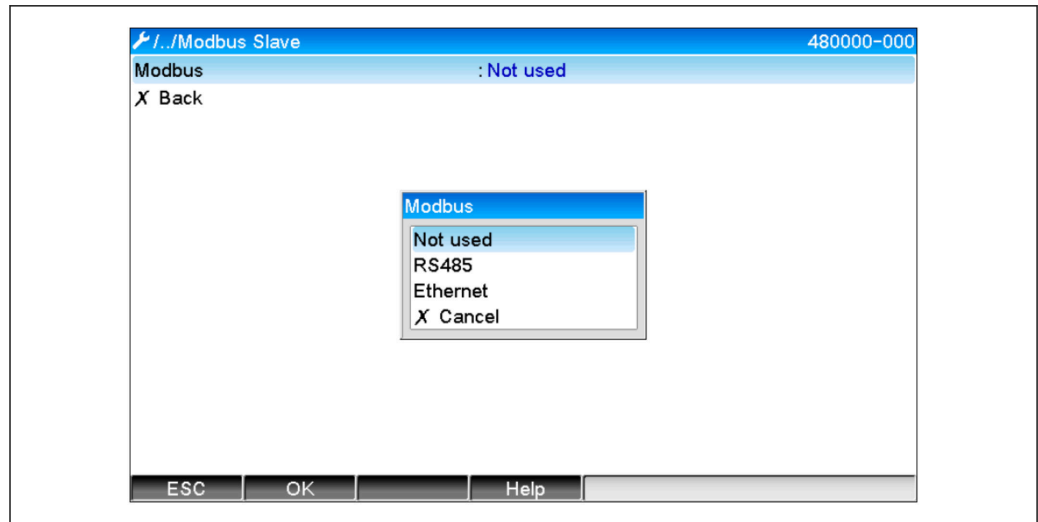 /../Modbus Slave 480000-000
Modbus : Not used
X Back
Modbus
Not used
RS485
Ethernet
X Cancel
ESC OK Help